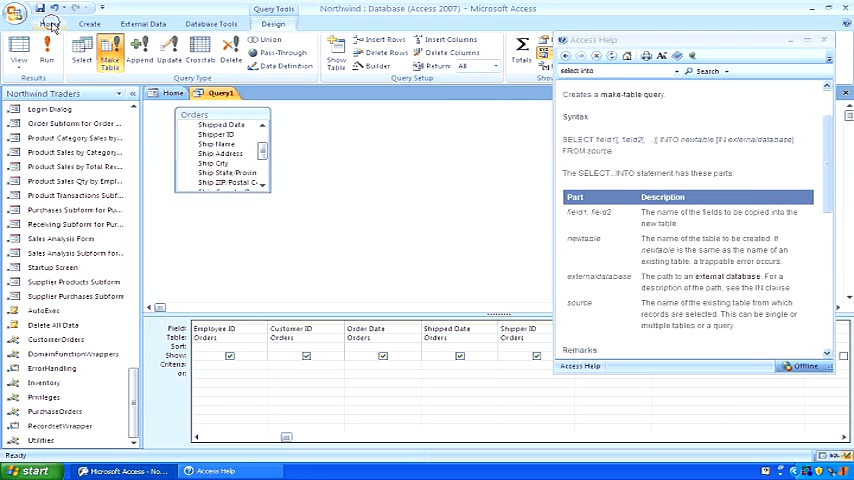 Query Tools
Northwind : Database (Access 2007) - Microsoft Access
Home
Create
External Data
Database Tools
Design
View
Run
Select
Make Table
Append
Update
Crosstab
Delete
Union
Pass-Through
Data Definition
Show Table
Insert Rows
Delete Rows
Builder
Insert Columns
Delete Columns
Return: All
Totals
Results
Query Type
Query Setup
Northwind Traders
Login Dialog
Order Subform for Order D...
Product Category Sales by...
Product Sales by Category...
Product Sales by Total Rev...
Product Sales Qty by Empl...
Product Transactions Subf...
Purchases Subform for Pur...
Receiving Subform for Purc...
Sales Analysis Form
Sales Analysis Subform for...
Startup Screen
Supplier Products Subform
Supplier Purchases Subform
AutoExec
Delete All Data
CustomerOrders
DomainFunctionWrappers
ErrorHandling
Inventory
Privileges
PurchaseOrders
RecordsetWrapper
Utilities
Home
Query1
Orders
Shipped Date
Shipper ID
Ship Name
Ship Address
Ship City
Ship State/Provin
Ship ZIP/Postal C
Field: Employee ID Customer ID Order Date Shipped Date Shipper ID
Table: Orders Orders Orders Orders Orders
Sort:
Show:
Criteria:
or:
Access Help
select into
Search
Creates a make-table query.
Syntax
SELECT field1[, field2[, ...]] INTO newtable [IN externaldatabase]
FROM source
The SELECT...INTO statement has these parts:
Part Description
field1, field2 The name of the fields to be copied into the
new table
newtable The name of the table to be created. If
newtable is the same as the name of an
existing table, a trappable error occurs.
externaldatabase The path to an external database. For a
description of the path, see the IN clause.
source The name of the existing table from which
records are selected. This can be single or
multiple tables or a query.
Remarks
Access Help
Offline
Ready
SQL
start
Microsoft Access - No...
Access Help